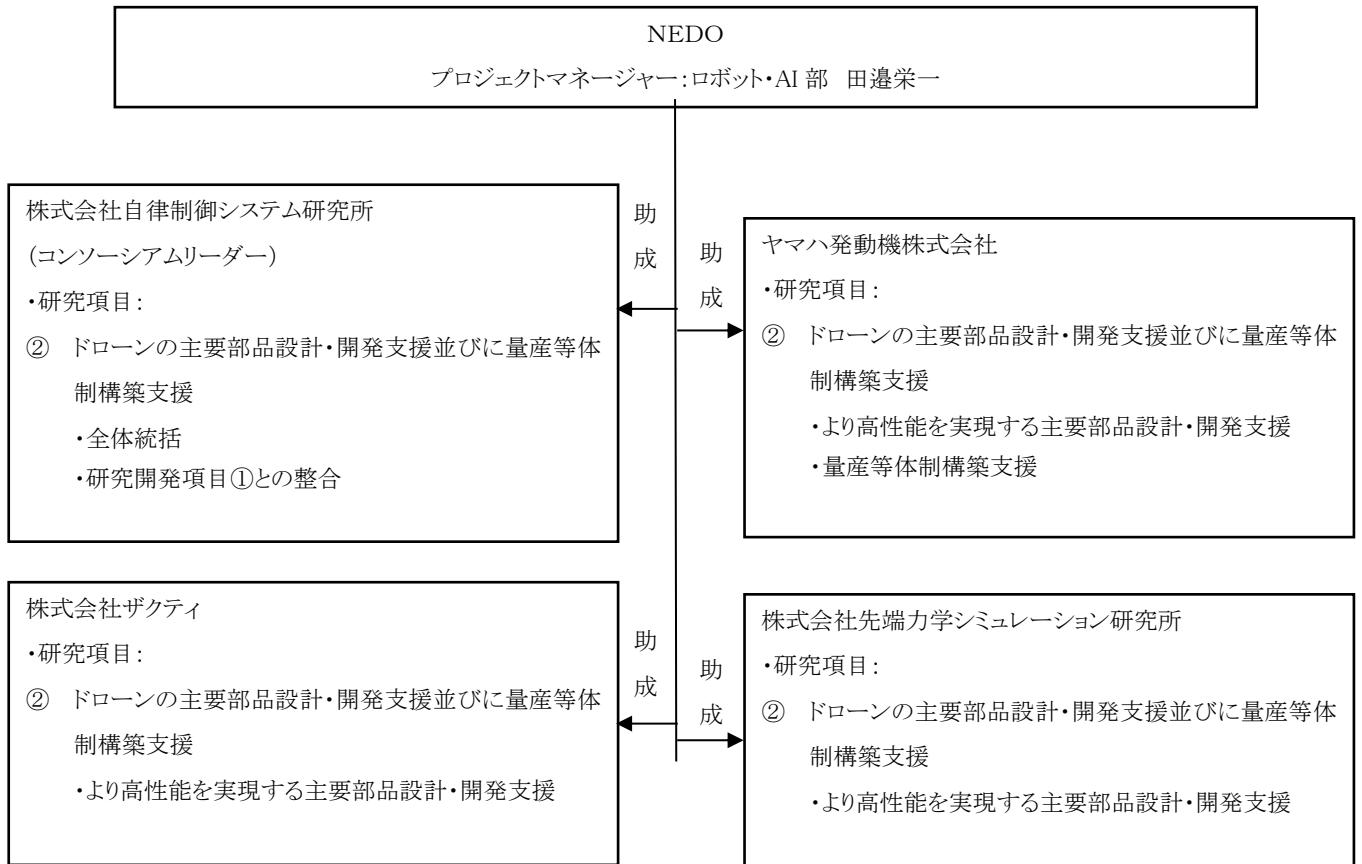 NEDO
プロジェクトマネージャー:ロボット・AI 部　田邉栄一
株式会社自律制御システム研究所
(コンソーシアムリーダー)
・研究項目:
②　ドローンの主要部品設計・開発支援並びに量産等体
制構築支援
・全体統括
・研究開発項目①との整合
助
成
助
成
ヤマハ発動機株式会社
・研究項目:
②　ドローンの主要部品設計・開発支援並びに量産等体
制構築支援
・より高性能を実現する主要部品設計・開発支援
・量産等体制構築支援
株式会社ザクティ
・研究項目:
②　ドローンの主要部品設計・開発支援並びに量産等体
制構築支援
・より高性能を実現する主要部品設計・開発支援
助
成
助
成
株式会社先端力学シミュレーション研究所
・研究項目:
②　ドローンの主要部品設計・開発支援並びに量産等体
制構築支援
・より高性能を実現する主要部品設計・開発支援